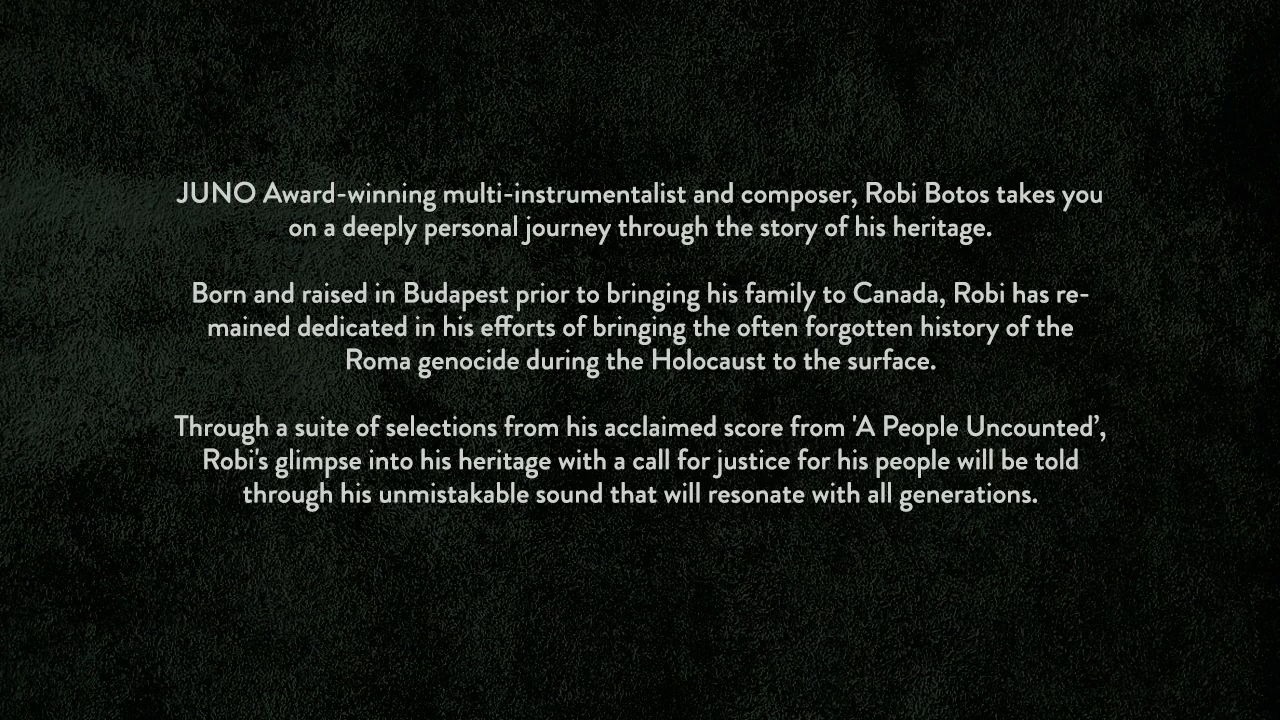 JUNO Award-winning multi-instrumentalist and composer, Robi Botos takes you
on a deeply personal journey through the story of his heritage.
Born and raised in Budapest prior to bringing his family to Canada, Robi has re-
mained dedicated in his efforts of bringing the often forgotten history of the
Roma genocide during the Holocaust to the surface.
Through a suite of selections from his acclaimed score from 'A People Uncounted’,
Robi's glimpse into his heritage with a call for justice for his people will be told
through his unmistakable sound that will resonate with all generations.